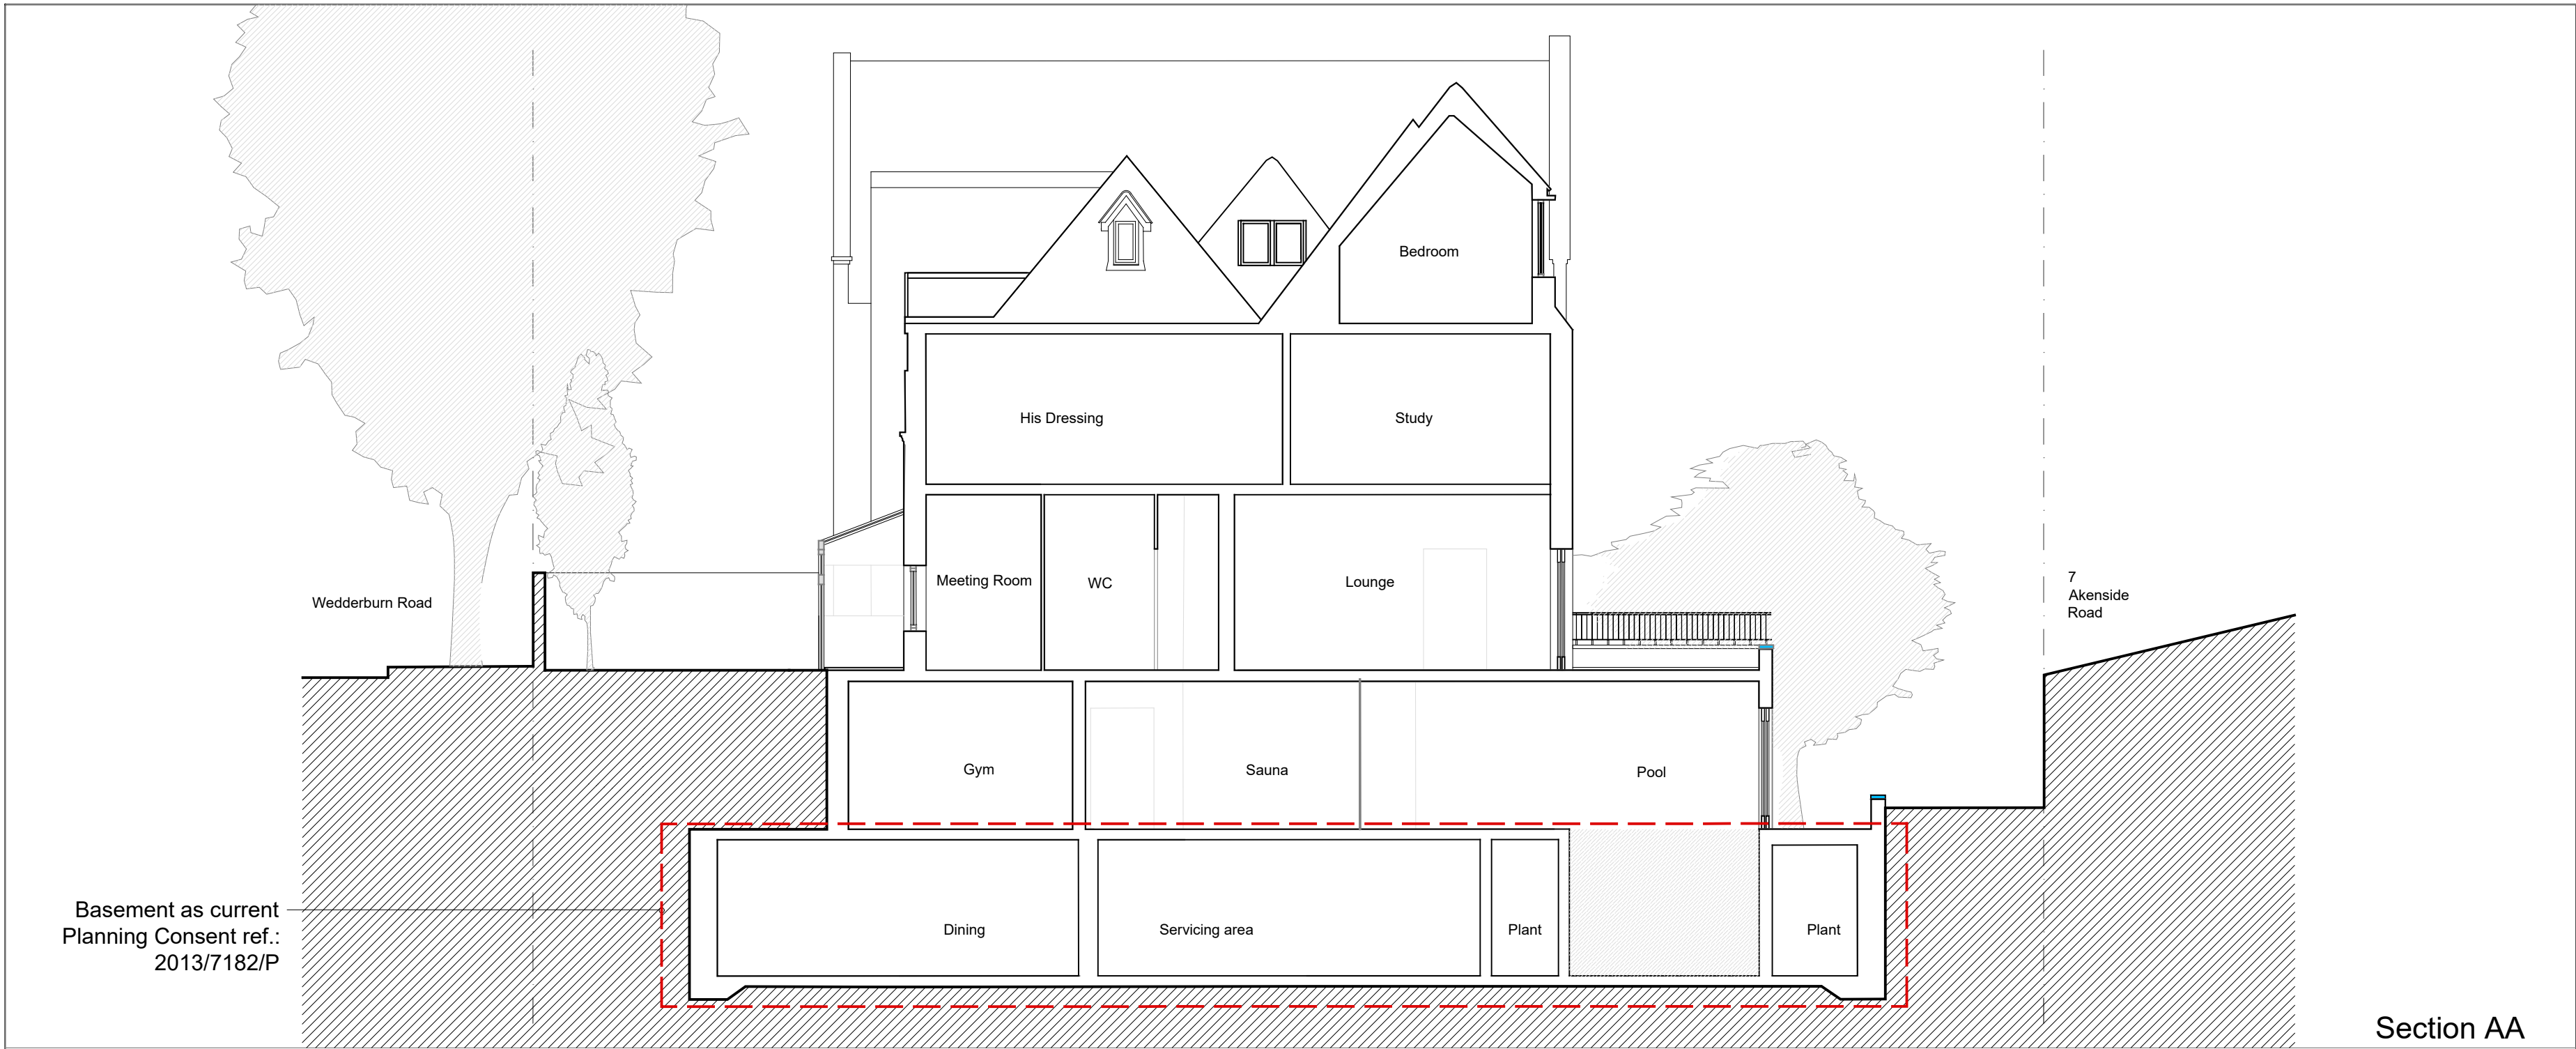 Bedroom
His Dressing
Study
Meeting Room
WC
Lounge
Wedderburn Road
7
Akenside
Road
Gym
Sauna
Pool
Basement as current
Planning Consent ref.:
2013/7182/P
Dining
Servicing area
Plant
Plant
Section AA